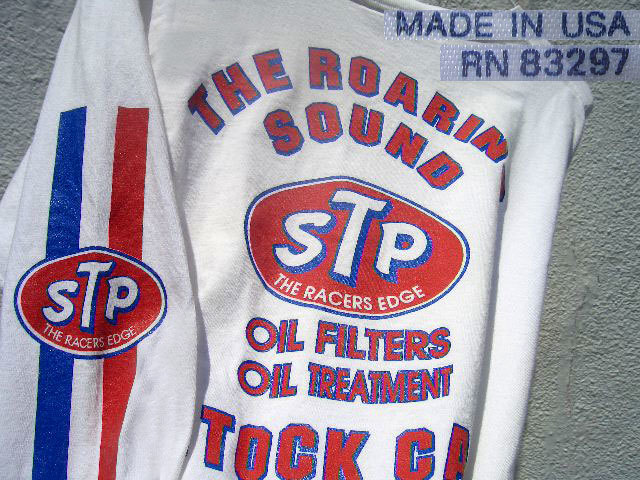 MADE IN USA
RN 83297
THE ROARIN
SOUND
STP
THE RACERS EDGE
OIL FILTERS
OIL TREATMENT
TOCK CA
STP
THE RACERS EDGE